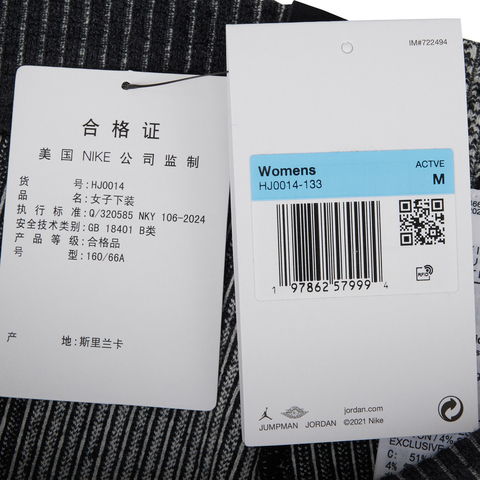 合格证
美国 NIKE 公司监制
货 号: HJ0014
品 名: 女子下装
执行标准: Q/320585 NKY 106-2024
安全技术类别: GB 18401 B类
产品等级: 合格品
号 型: 160/66A
产 地: 斯里兰卡
IM#722494
Womens
HJ0014-133
ACTVE
M
1 97862 57999 4
RFID
JUMPMAN JORDAN
jordan.com
©2021 Nike
EXCLUSIVE
C: 51%
4%